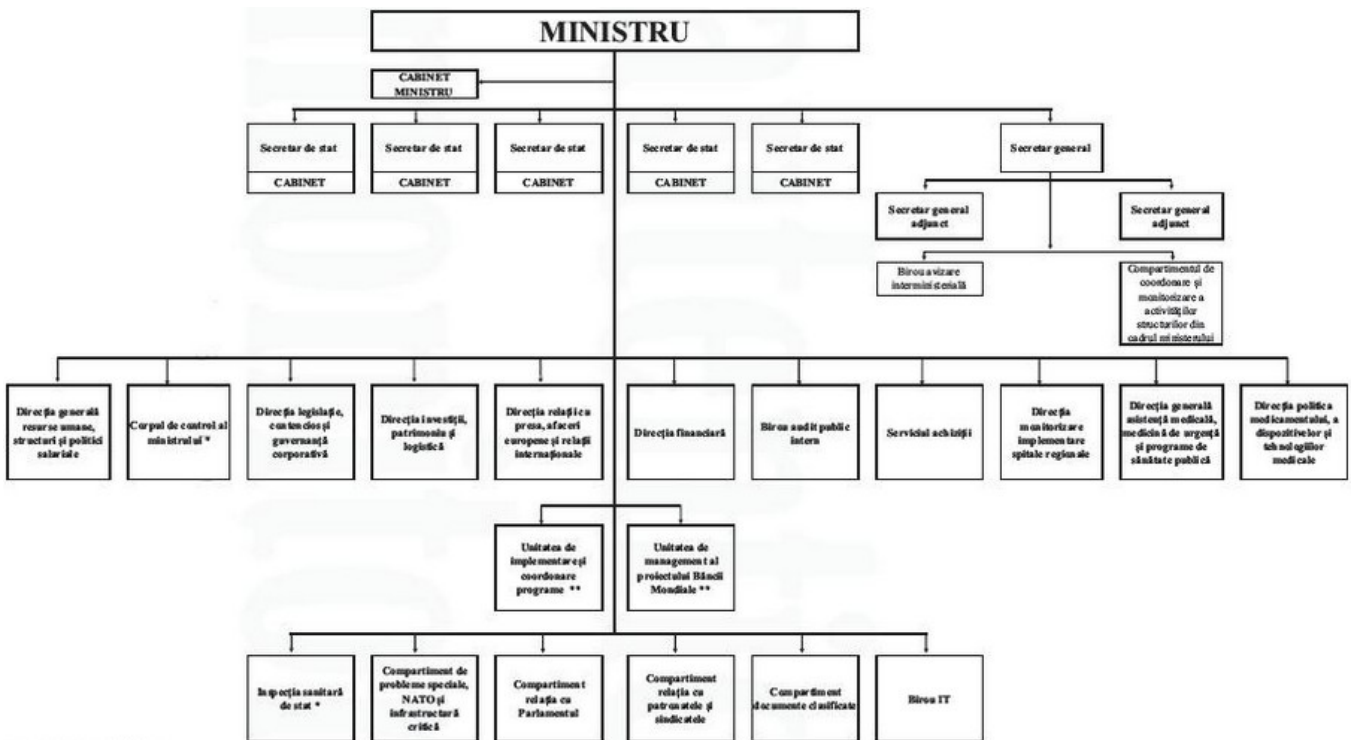 MINISTRU
CABINET
MINISTRU
Secretar de stat
CABINET
Secretar de stat
CABINET
Secretar de stat
CABINET
Secretar de stat
CABINET
Secretar de stat
CABINET
Secretar general
Secretar general
adjunct
Secretar general
adjunct
Birou avizare
interministerială
Compartimentul de
coordonare și
monitorizare a
activităților
structurilor din
cadrul ministerului
Direcția generală
resurse umane,
structuri și politici
salariale
Corpul de control al
ministrului *
Direcția legislație,
contencios și
guvernanță
corporativă
Direcția investiții,
patrimoniu și
logistică
Direcția relații cu
presa, afaceri
europene și relații
internaționale
Direcția financiară
Birou audit public
intern
Serviciul achiziții
Direcția
monitorizare
implementare
spitale regionale
Direcția generală
asistență medicală,
medicină de urgență
și programe de
sănătate publică
Direcția politica
medicamentului, a
dispozitivelor și
tehnologiilor
medicale
Unitatea de
implementare și
coordonare
programe **
Unitatea de
management al
proiectului Băncii
Mondiale **
Inspecția sanitară
de stat *
Compartiment de
probleme speciale,
NATO și
infrastructură
critică
Compartiment
relația cu
Parlamentul
Compartiment
relația cu
patronatele și
sindicatele
Compartiment
documente clasificate
Birou IT